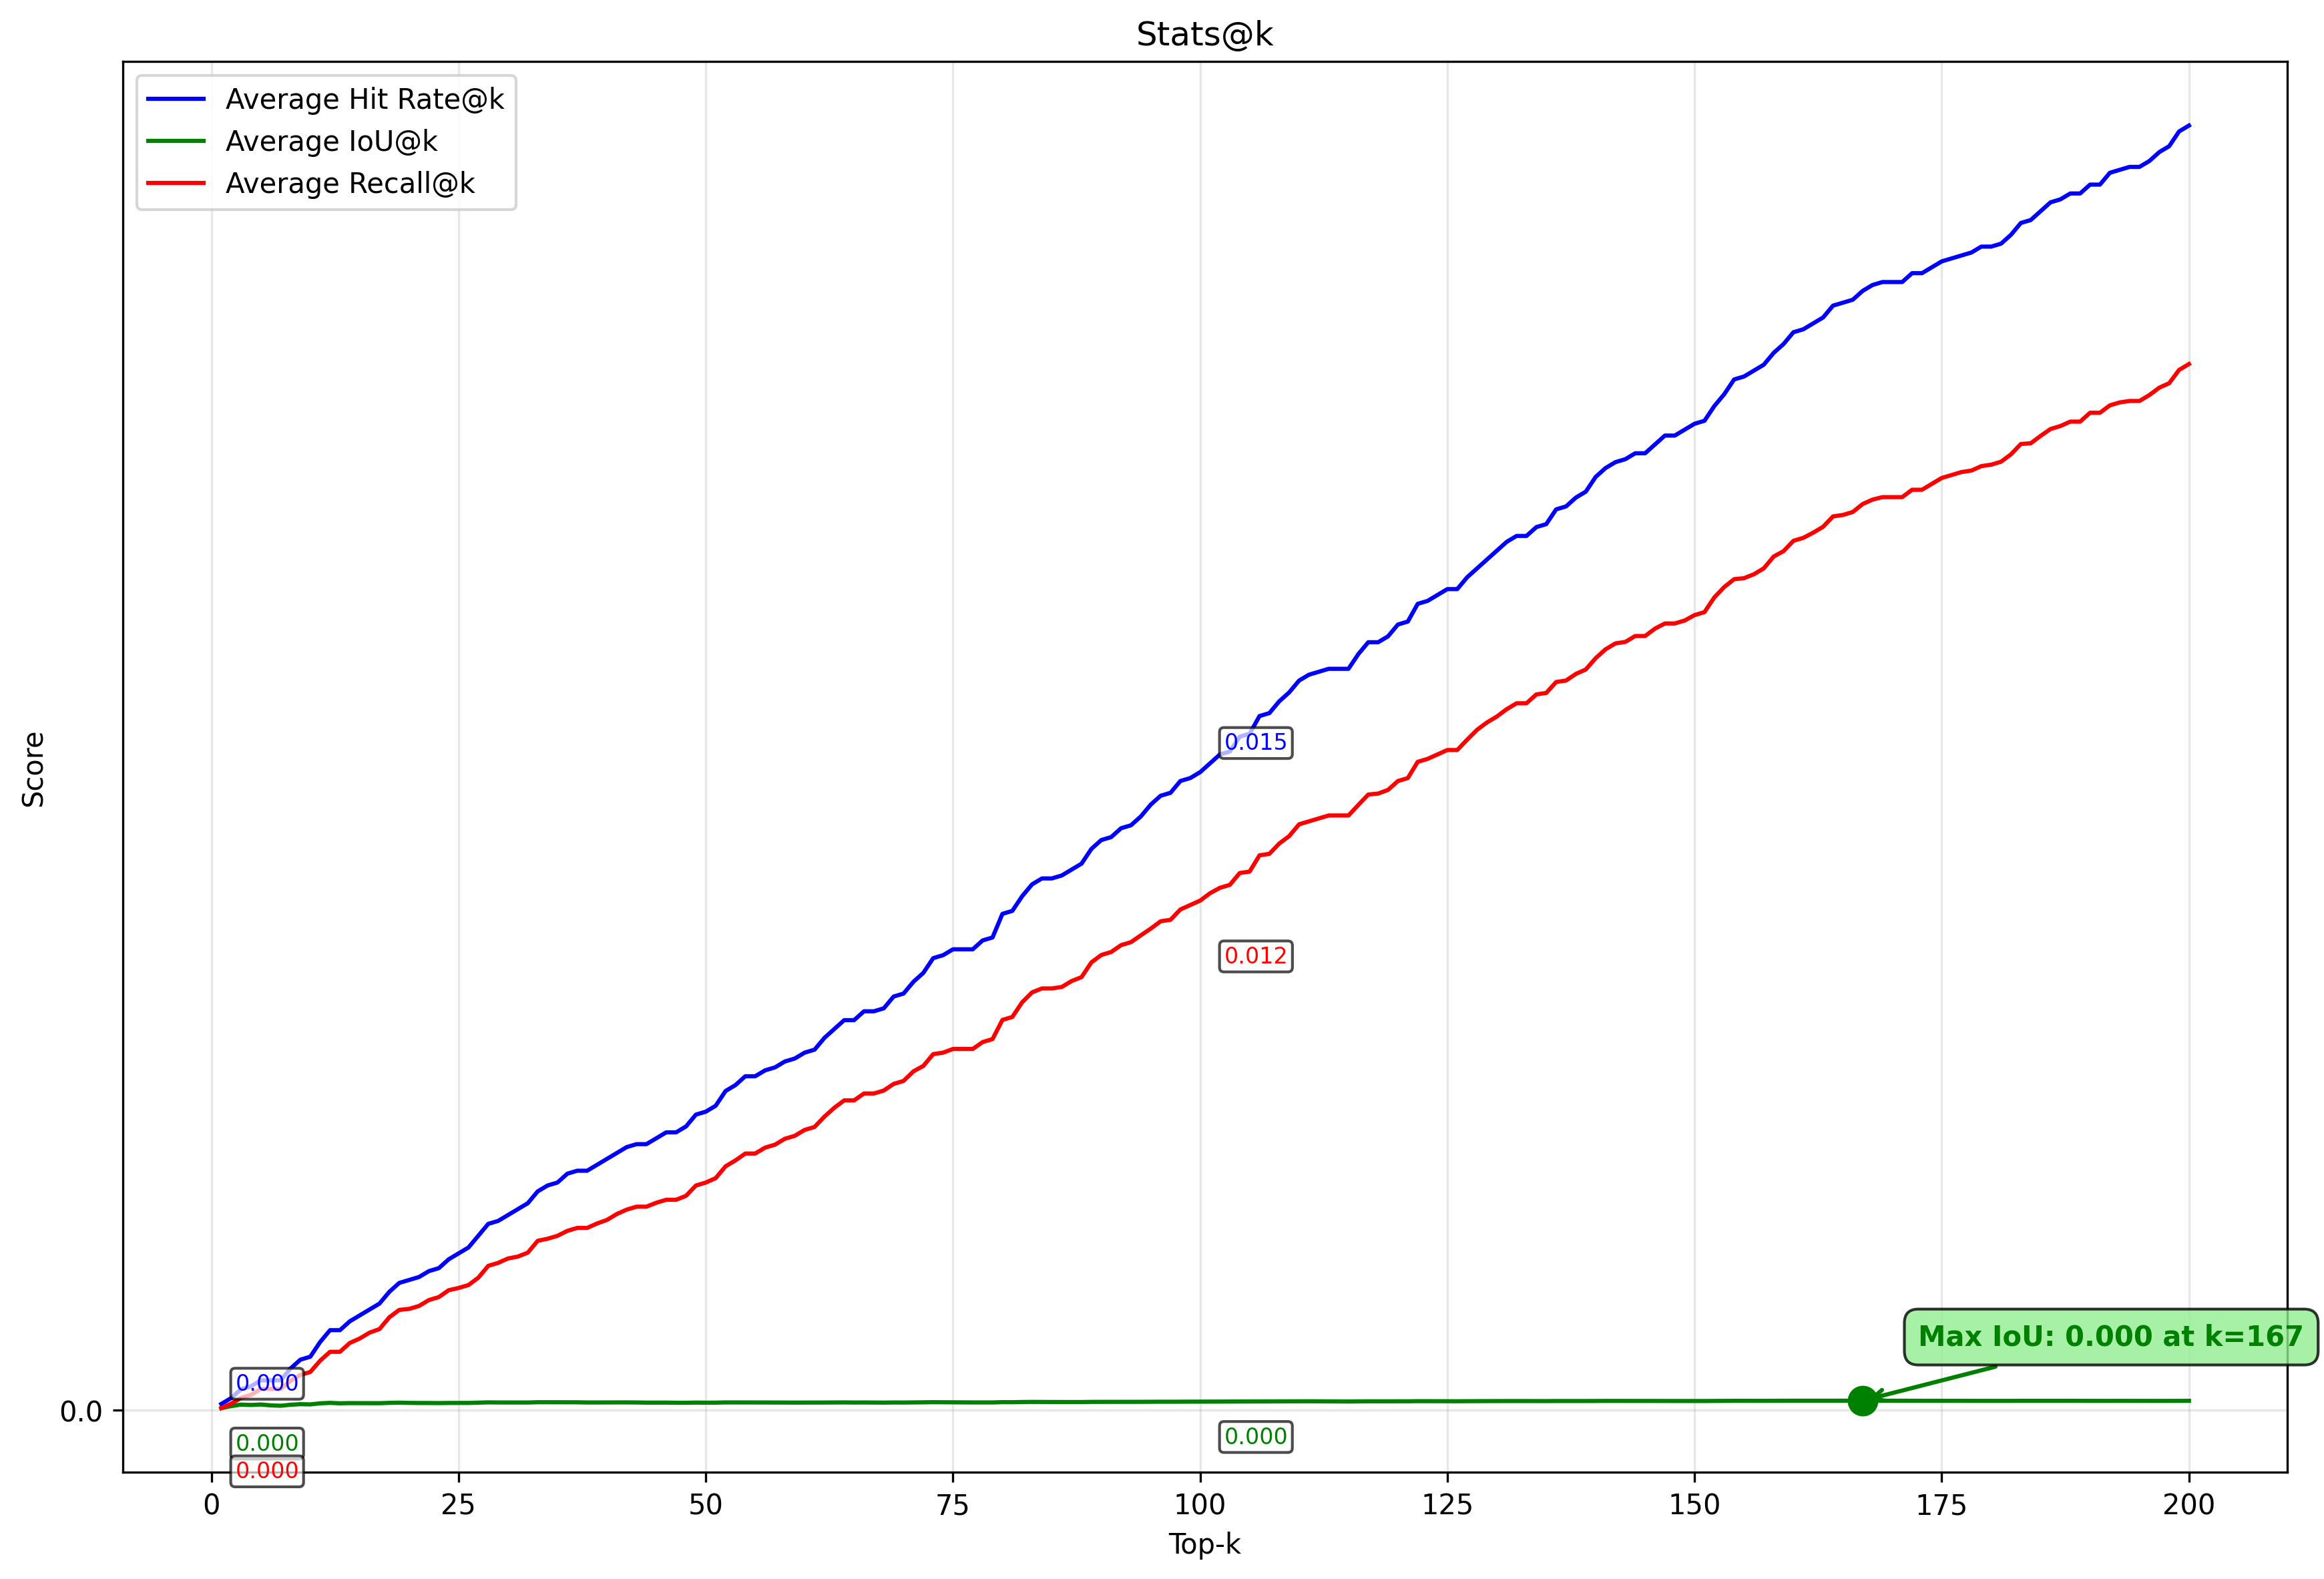 Stats@k
Average Hit Rate@k
Average IoU@k
Average Recall@k
Score
0.015
0.012
Max IoU: 0.000 at k=167
0.000
0.0
0.000
0.000
0.000
0 25 50 75 100 125 150 175 200
Top-k